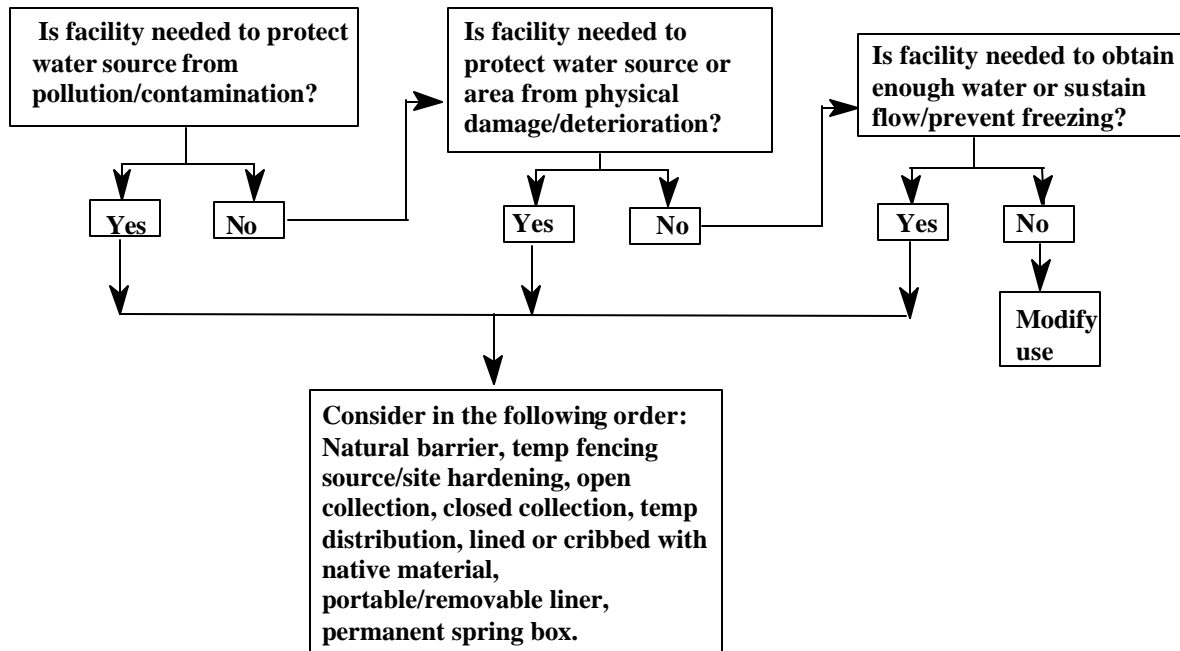 Is facility needed to protect
water source from
pollution/contamination?
Yes
No
Is facility needed to
protect water source or
area from physical
damage/deterioration?
Yes
No
Is facility needed to obtain
enough water or sustain
flow/prevent freezing?
Yes
No
Modify
use
Consider in the following order:
Natural barrier, temp fencing
source/site hardening, open
collection, closed collection, temp
distribution, lined or cribbed with
native material,
portable/removable liner,
permanent spring box.